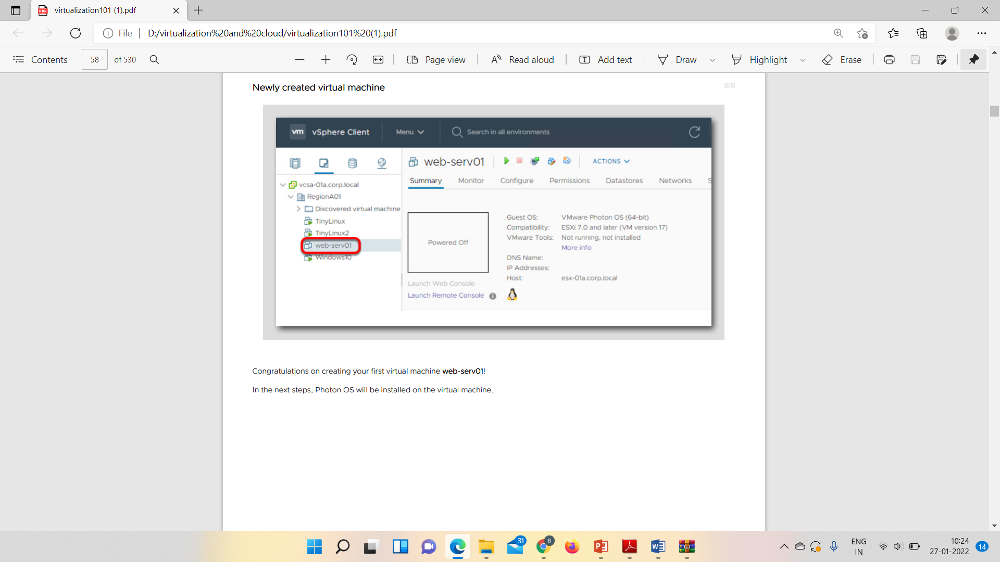 virtualization101 (1).pdf
File
D:/virtualization%20and%20cloud/virtualization101%20(1).pdf
Contents
58
of 530
Page view
Read aloud
Add text
Draw
Highlight
Erase
Newly created virtual machine
[63]
vm
vSphere Client
Menu
Search in all environments
web-serv01
ACTIONS
Summary
Monitor
Configure
Permissions
Datastores
Networks
S
vcsa-01a.corp.local
RegionA01
Discovered virtual machine
TinyLinux
TinyLinux2
web-serv01
Windows10
Powered Off
Launch Web Console
Launch Remote Console
Guest OS: VMware Photon OS (64-bit)
Compatibility: ESXi 7.0 and later (VM version 17)
VMware Tools: Not running, not installed
More info
DNS Name:
IP Addresses:
Host: esx-01a.corp.local
Congratulations on creating your first virtual machine web-serv01!
In the next steps, Photon OS will be installed on the virtual machine.
31
B
ENG
IN
10:24
27-01-2022
14